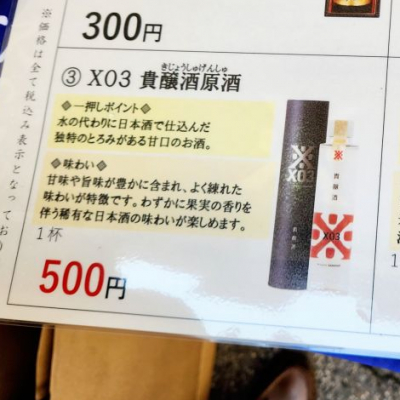 300円
③ XO3 貴醸酒原酒
きじょうしゅげんしゅ
◈一押しポイント◈
水の代わりに日本酒で仕込んだ
独特のとろみがある甘口のお酒。
◈味わい◈
甘味や旨味が豊かに含まれ、よく練れた
味わいが特徴です。わずかに果実の香りを
伴う稀有な日本酒の味わいが楽しめます。
1杯
500円
※価格は全て税込み表示となってお
XO3
貴醸酒
XO3